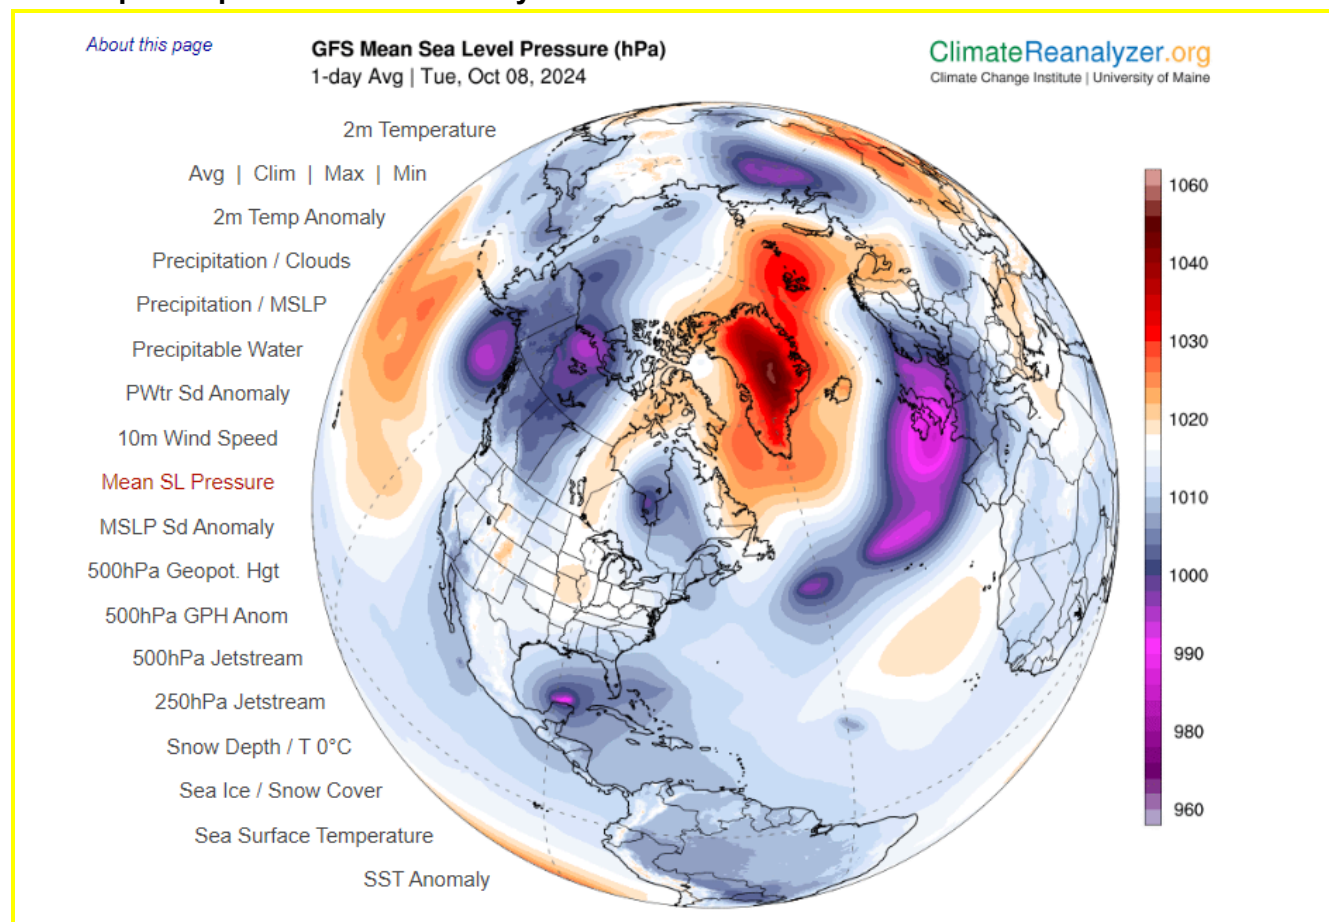 About this page
GFS Mean Sea Level Pressure (hPa)
1-day Avg | Tue, Oct 08, 2024
ClimateReanalyzer.org
Climate Change Institute | University of Maine
2m Temperature
Avg | Clim | Max | Min
2m Temp Anomaly
Precipitation / Clouds
Precipitation / MSLP
Precipitable Water
PWtr Sd Anomaly
10m Wind Speed
Mean SL Pressure
MSLP Sd Anomaly
500hPa Geopot. Hgt
500hPa GPH Anom
500hPa Jetstream
250hPa Jetstream
Snow Depth / T 0°C
Sea Ice / Snow Cover
Sea Surface Temperature
SST Anomaly
1060
1040
1030
1020
1010
1000
990
980
960